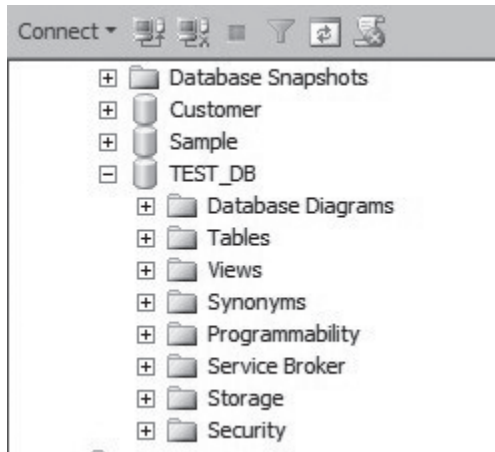 Connect
Database Snapshots
Customer
Sample
TEST_DB
Database Diagrams
Tables
Views
Synonyms
Programmability
Service Broker
Storage
Security